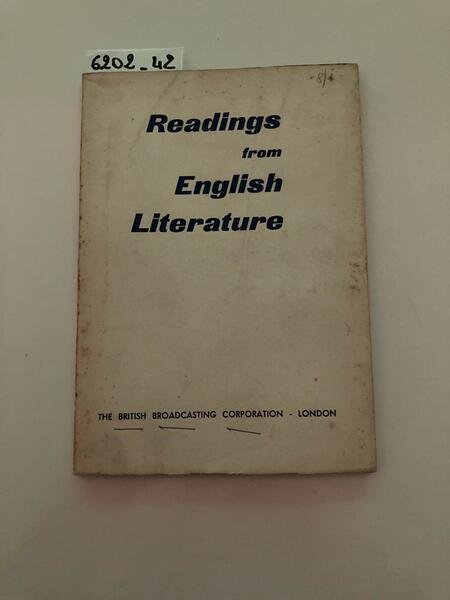 6202_42
Readings
from
English
Literature
THE BRITISH BROADCASTING CORPORATION - LONDON